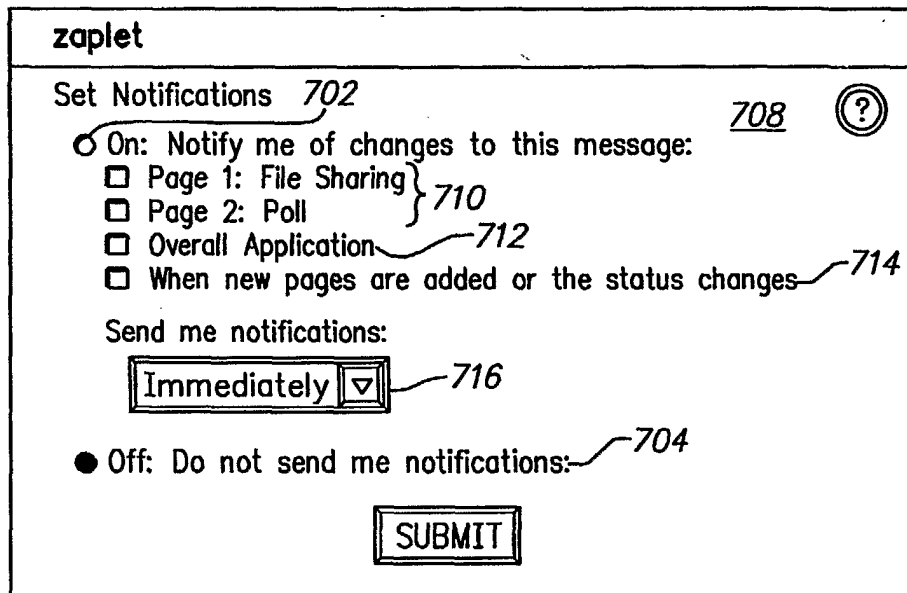 zaplet
Set Notifications 702
708 ?
On: Notify me of changes to this message:
Page 1: File Sharing
710
Page 2: Poll
Overall Application 712
When new pages are added or the status changes 714
Send me notifications:
Immediately 716
Off: Do not send me notifications: 704
SUBMIT